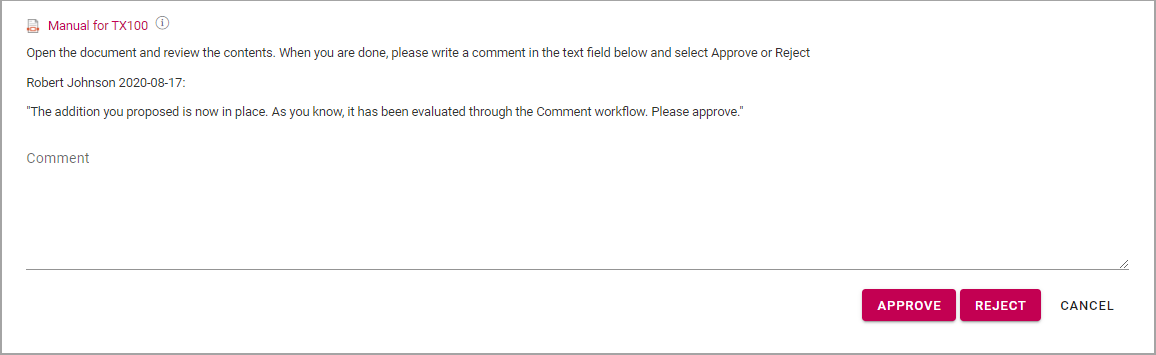 Manual for TX100
Open the document and review the contents. When you are done, please write a comment in the text field below and select Approve or Reject
Robert Johnson 2020-08-17:
"The addition you proposed is now in place. As you know, it has been evaluated through the Comment workflow. Please approve."
Comment
APPROVE REJECT CANCEL